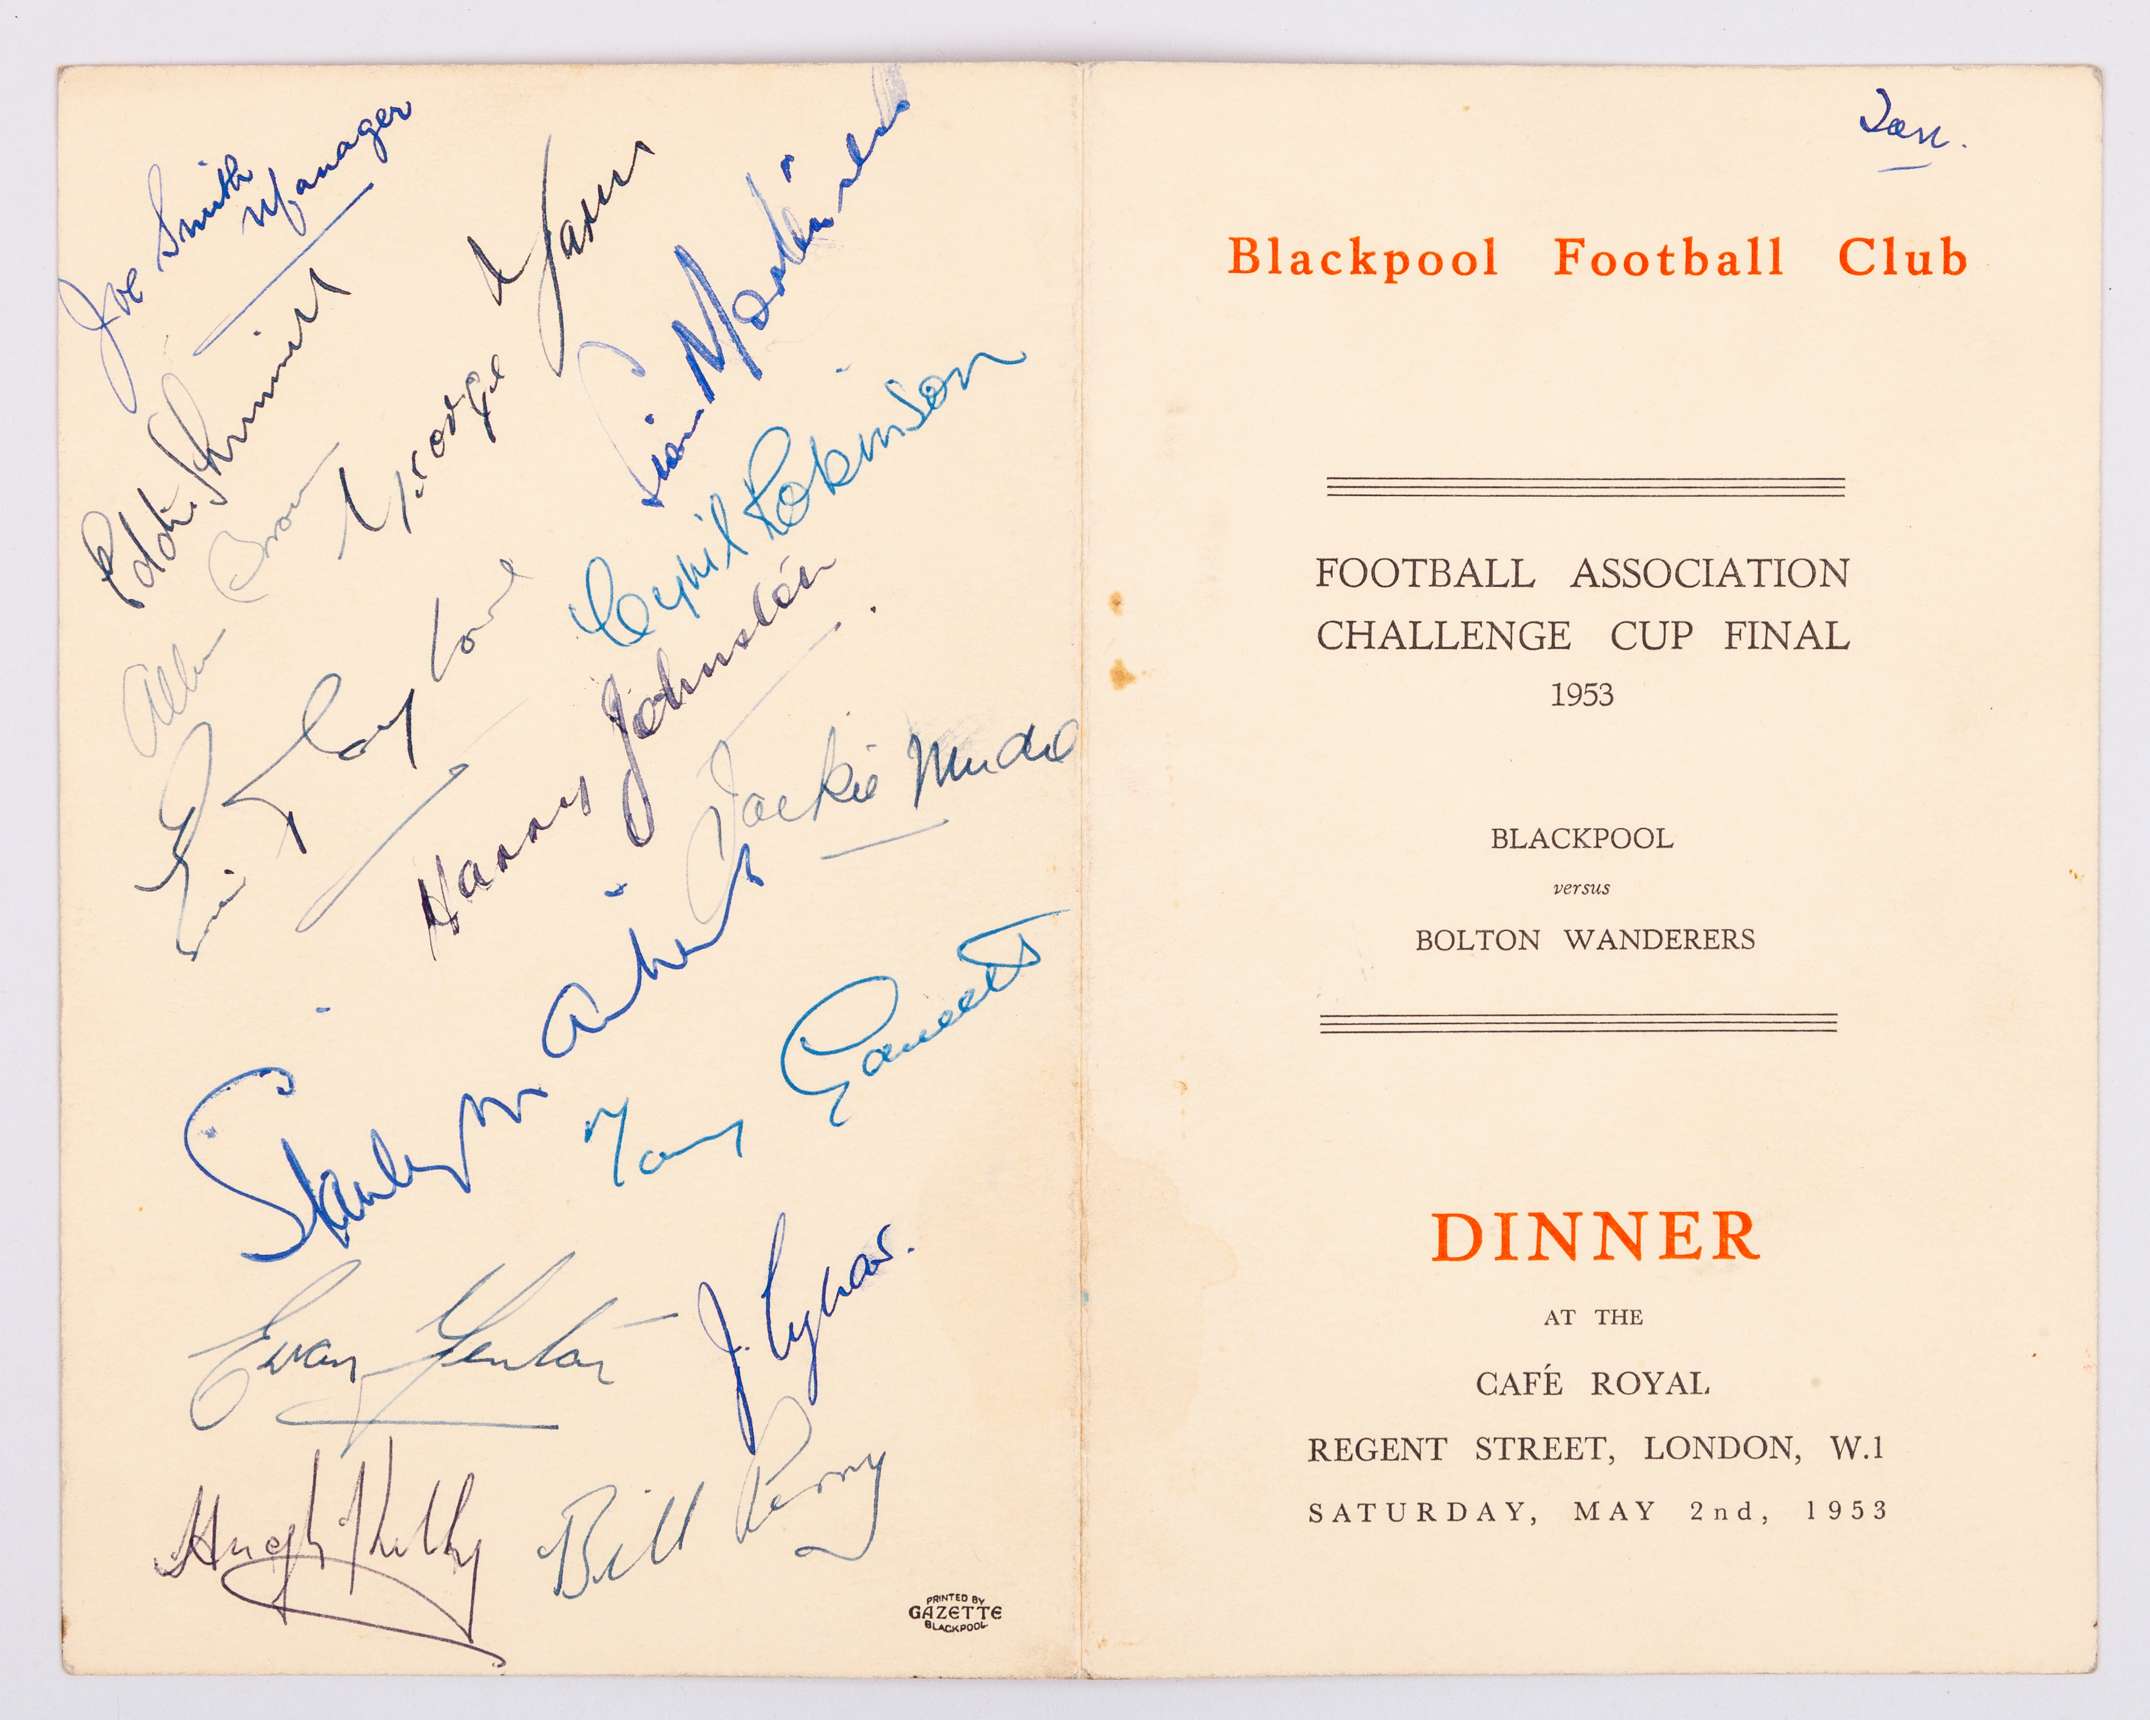 Joe Smith
Manager
Eddie Shimwell
Allan Brown
George Farm
Stan Mortensen
Cyril Robinson
Ernie Taylor
Harry Johnston
Jackie Mudie
Stanley Matthews
Tommy Garrett
Ewan Fenton
J. Crosland
Hugh Kelly
Bill Perry
PRINTED BY
GAZETTE
BLACKPOOL
Blackpool Football Club
FOOTBALL ASSOCIATION
CHALLENGE CUP FINAL
1953
BLACKPOOL
versus
BOLTON WANDERERS
DINNER
AT THE
CAFÉ ROYAL
REGENT STREET, LONDON, W.1
SATURDAY, MAY 2nd, 1953